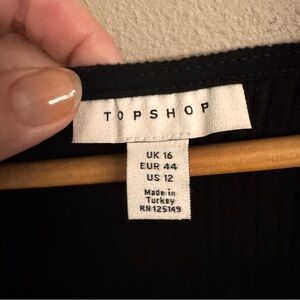 TOPSHOP
UK 16
EUR 44
US 12
Made in
Turkey
RN 125149